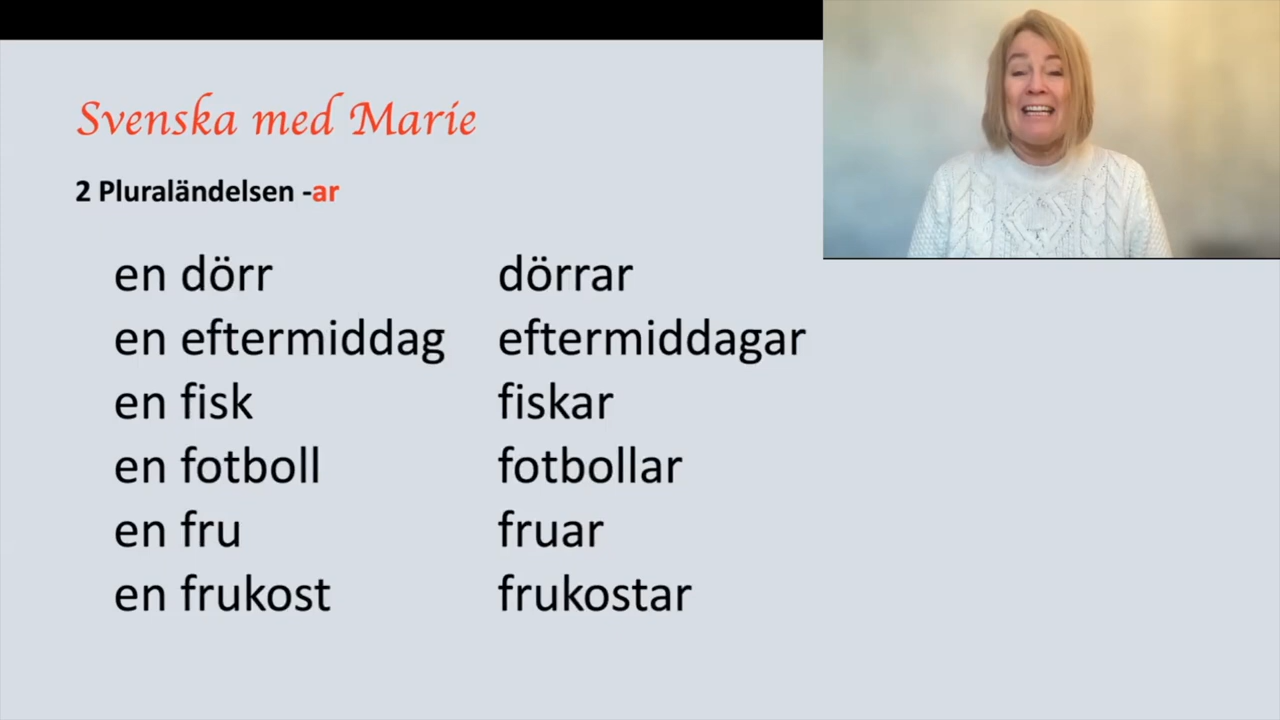 Svenska med Marie
2 Pluraländelsen -ar
en dörr dörrar
en eftermiddag eftermiddagar
en fisk fiskar
en fotboll fotbollar
en fru fruar
en frukost frukostar